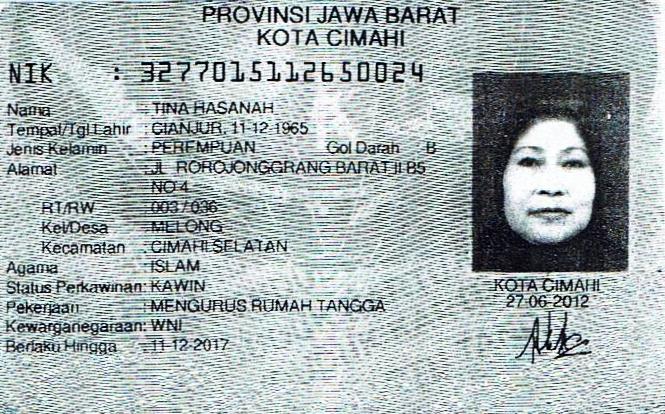 PROVINSI JAWA BARAT
KOTA CIMAHI
NIK : 3277015112650024
Nama : TINA HASANAH
Tempat/Tgl Lahir : CIANJUR, 11-12-1965
Jenis Kelamin : PEREMPUAN Gol Darah B
Alamat : JL ROROJONGGRANG BARAT II B5
NO 4
RT/RW : 003 / 036
Kel/Desa : MELONG
Kecamatan : CIMAHI SELATAN
Agama : ISLAM
Status Perkawinan: KAWIN
Pekerjaan : MENGURUS RUMAH TANGGA
Kewarganegaraan: WNI
Berlaku Hingga : 11-12-2017
KOTA CIMAHI
27-06-2012